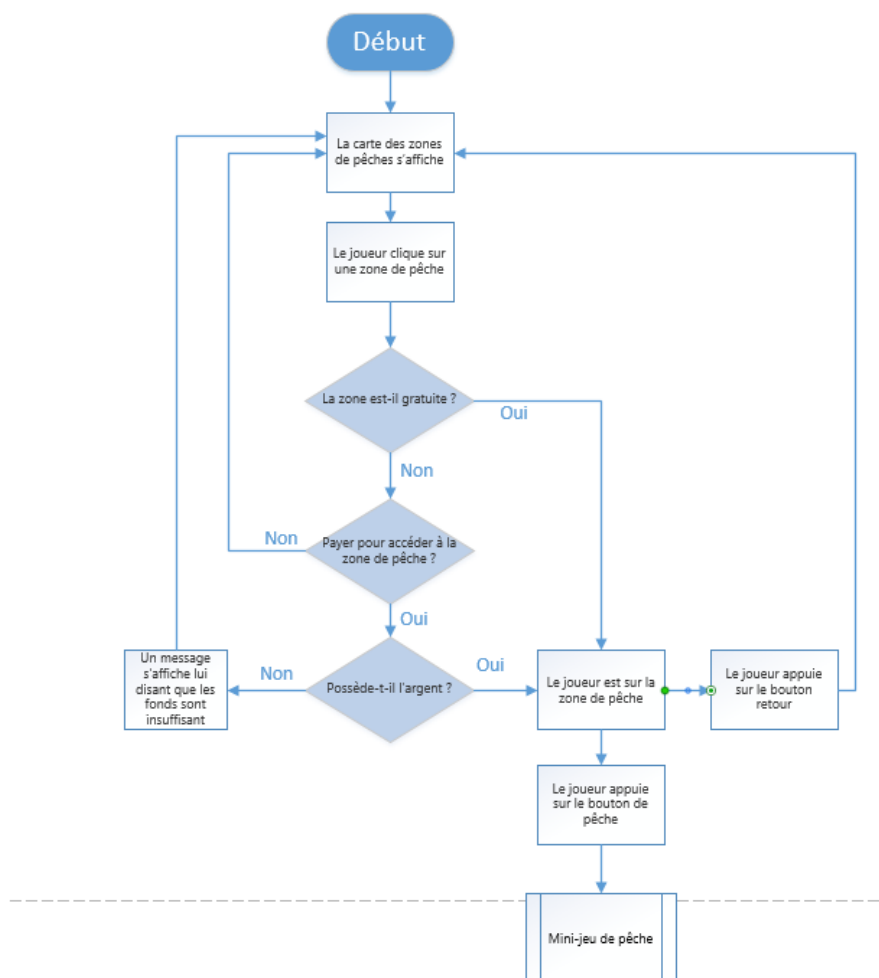 Début
La carte des zones
de pêches s'affiche
Le joueur clique sur
une zone de pêche
La zone est-il gratuite ?
Oui
Non
Payer pour accéder à la
zone de pêche ?
Non
Oui
Possède-t-il l'argent ?
Non
Oui
Un message
s'affiche lui
disant que les
fonds sont
insuffisant
Le joueur est sur la
zone de pêche
Le joueur appuie
sur le bouton
retour
Le joueur appuie
sur le bouton de
pêche
Mini-jeu de pêche